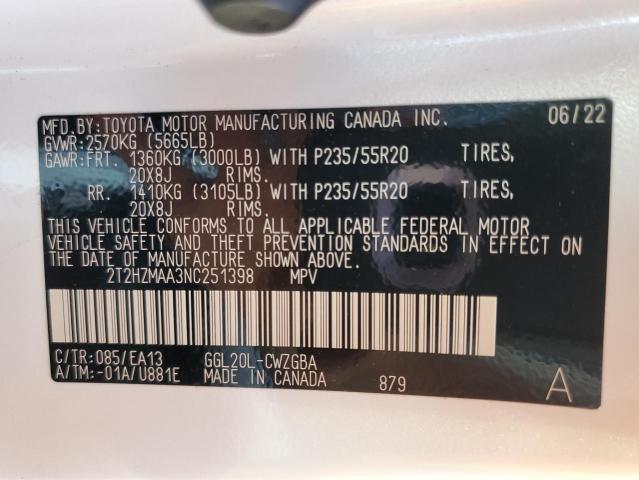 MFD.BY:TOYOTA MOTOR MANUFACTURING CANADA INC. 06/22
GVWR:2570KG (5665LB)
GAWR:FRT. 1360KG (3000LB) WITH P235/55R20 TIRES,
20X8J RIMS.
RR. 1410KG (3105LB) WITH P235/55R20 TIRES,
20X8J RIMS.
THIS VEHICLE CONFORMS TO ALL APPLICABLE FEDERAL MOTOR
VEHICLE SAFETY AND THEFT PREVENTION STANDARDS IN EFFECT ON
THE DATE OF MANUFACTURE SHOWN ABOVE.
2T2HZMAA3NC251398 MPV
C/TR:085/EA13 GGL20L-CWZGBA
A/TM:-01A/U881E MADE IN CANADA 879 A